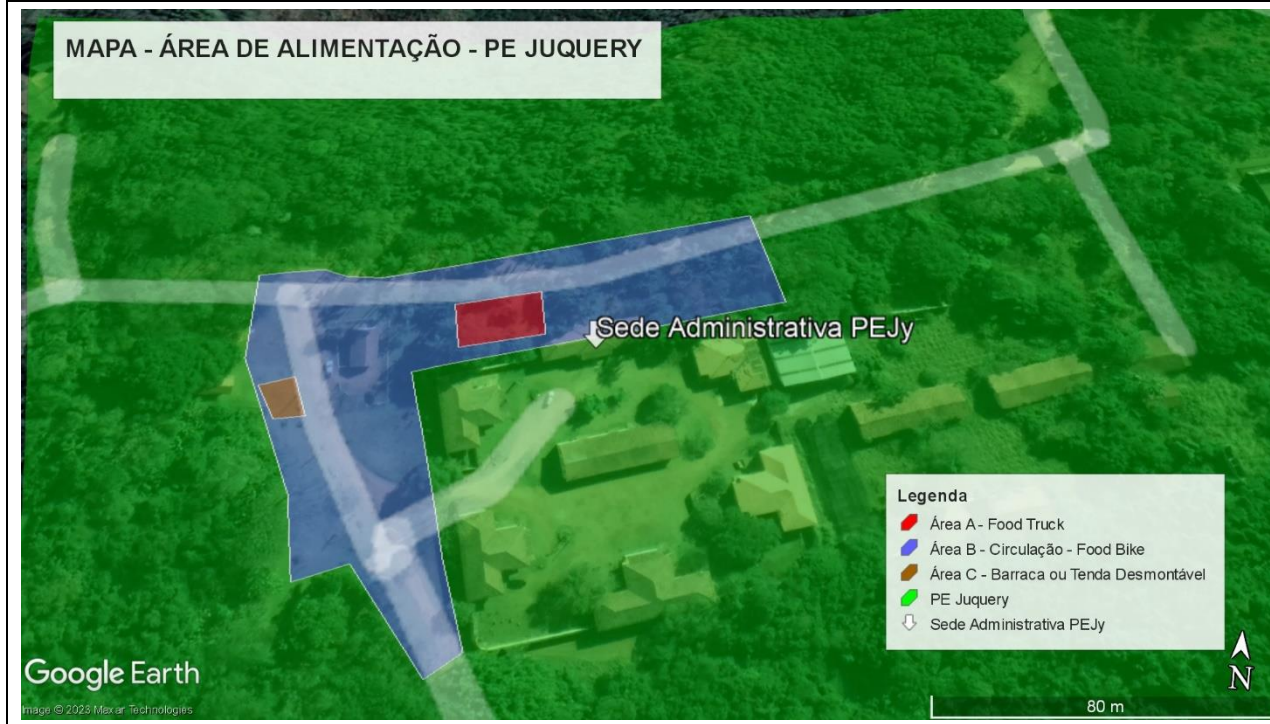 MAPA - ÁREA DE ALIMENTAÇÃO - PE JUQUERY
Sede Administrativa PEJy
Legenda
Área A - Food Truck
Área B - Circulação - Food Bike
Área C - Barraca ou Tenda Desmontável
PE Juquery
Sede Administrativa PEJy
Google Earth
Image © 2023 Maxar Technologies
N
80 m